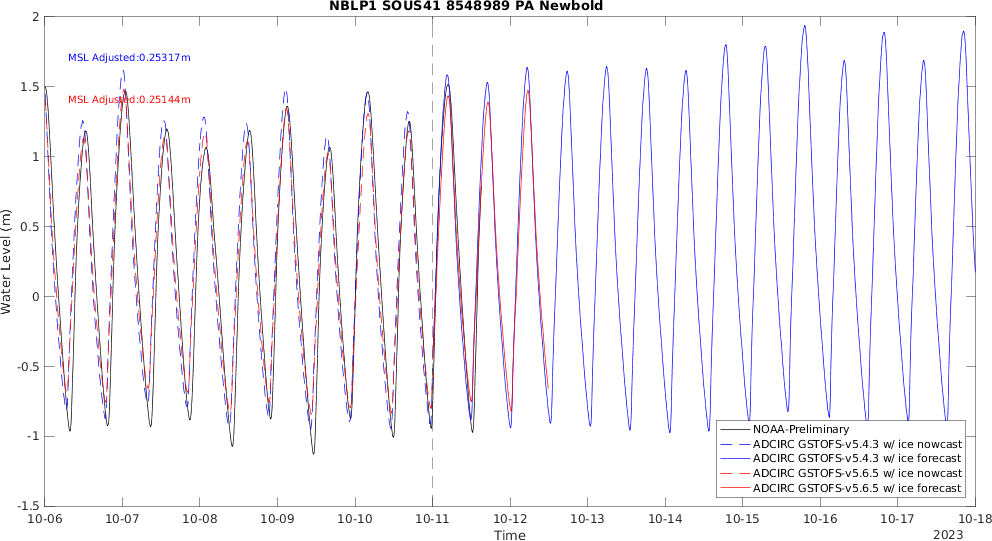 NBLP1 SOUS41 8548989 PA Newbold
MSL Adjusted:0.25317m
MSL Adjusted:0.25144m
Water Level (m)
2
1.5
1
0.5
0
-0.5
-1
-1.5
NOAA-Preliminary
ADCIRC GSTOFS-v5.4.3 w/ ice nowcast
ADCIRC GSTOFS-v5.4.3 w/ ice forecast
ADCIRC GSTOFS-v5.6.5 w/ ice nowcast
ADCIRC GSTOFS-v5.6.5 w/ ice forecast
10-06 10-07 10-08 10-09 10-10 10-11 10-12 10-13 10-14 10-15 10-16 10-17 10-18
Time
2023